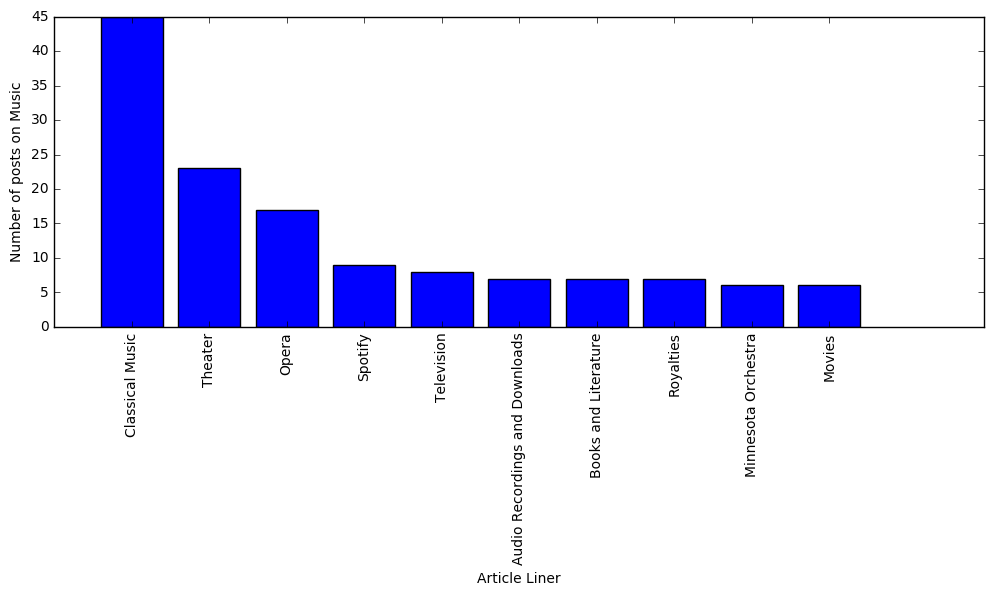 Number of posts on Music
45
40
35
30
25
20
15
10
5
0
Classical Music
Theater
Opera
Spotify
Television
Audio Recordings and Downloads
Books and Literature
Royalties
Minnesota Orchestra
Movies
Article Liner